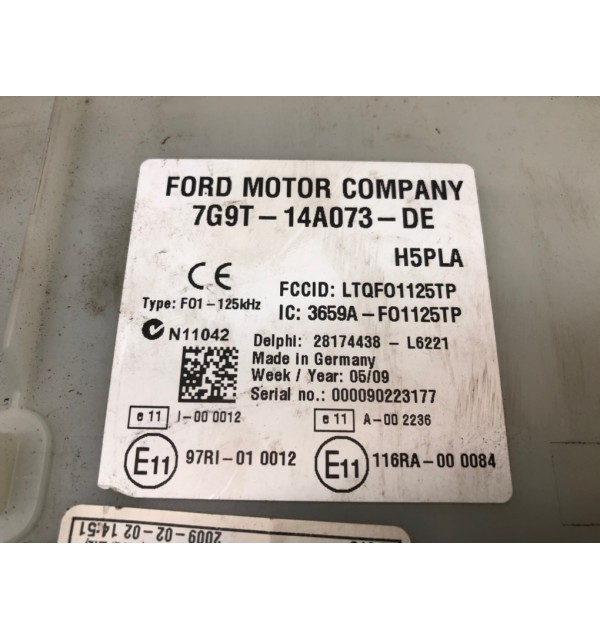 FORD MOTOR COMPANY
7G9T-14A073-DE
H5PLA
CE
FCCID: LTQFO1125TP
Type: F01-125kHz
IC: 3659A-FO1125TP
N11042
Delphi: 28174438 - L6221
Made in Germany
Week / Year: 05/09
Serial no.: 000090223177
e 11 I-00 0012
e 11 A-00 2236
E11 97RI-01 0012
E11 116RA-00 0084
2009-02-02 14:51